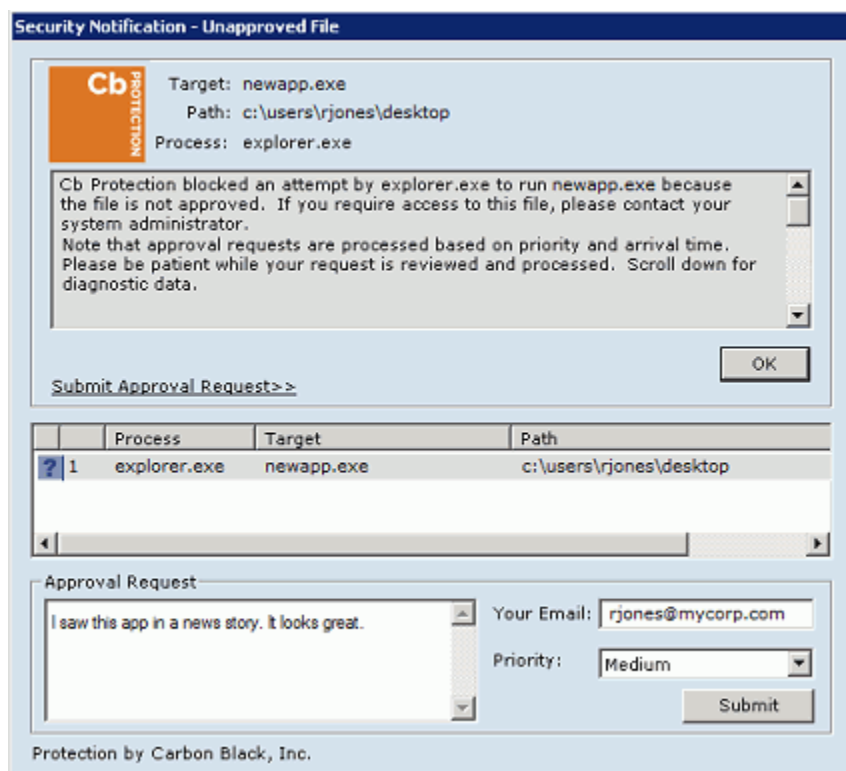 Security Notification - Unapproved File
Cb PROTECTION
Target: newapp.exe
Path: c:\users\rjones\desktop
Process: explorer.exe
Cb Protection blocked an attempt by explorer.exe to run newapp.exe because
the file is not approved. If you require access to this file, please contact your
system administrator.
Note that approval requests are processed based on priority and arrival time.
Please be patient while your request is reviewed and processed. Scroll down for
diagnostic data.
OK
Submit Approval Request>>
Process Target Path
? 1 explorer.exe newapp.exe c:\users\rjones\desktop
Approval Request
I saw this app in a news story. It looks great.
Your Email: rjones@mycorp.com
Priority: Medium
Submit
Protection by Carbon Black, Inc.